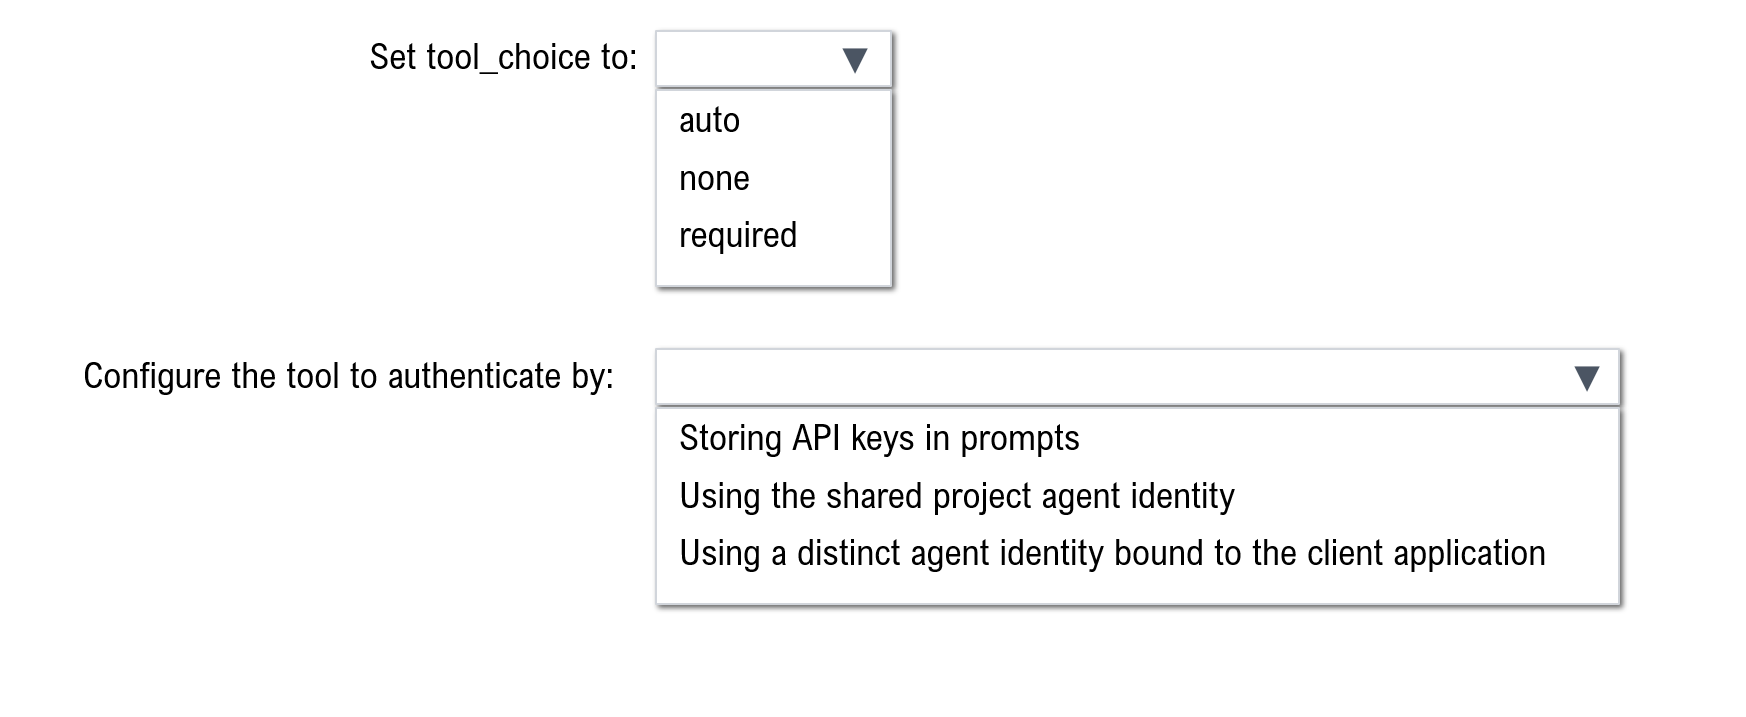 Set tool_choice to:
auto
none
required
Configure the tool to authenticate by:
Storing API keys in prompts
Using the shared project agent identity
Using a distinct agent identity bound to the client application